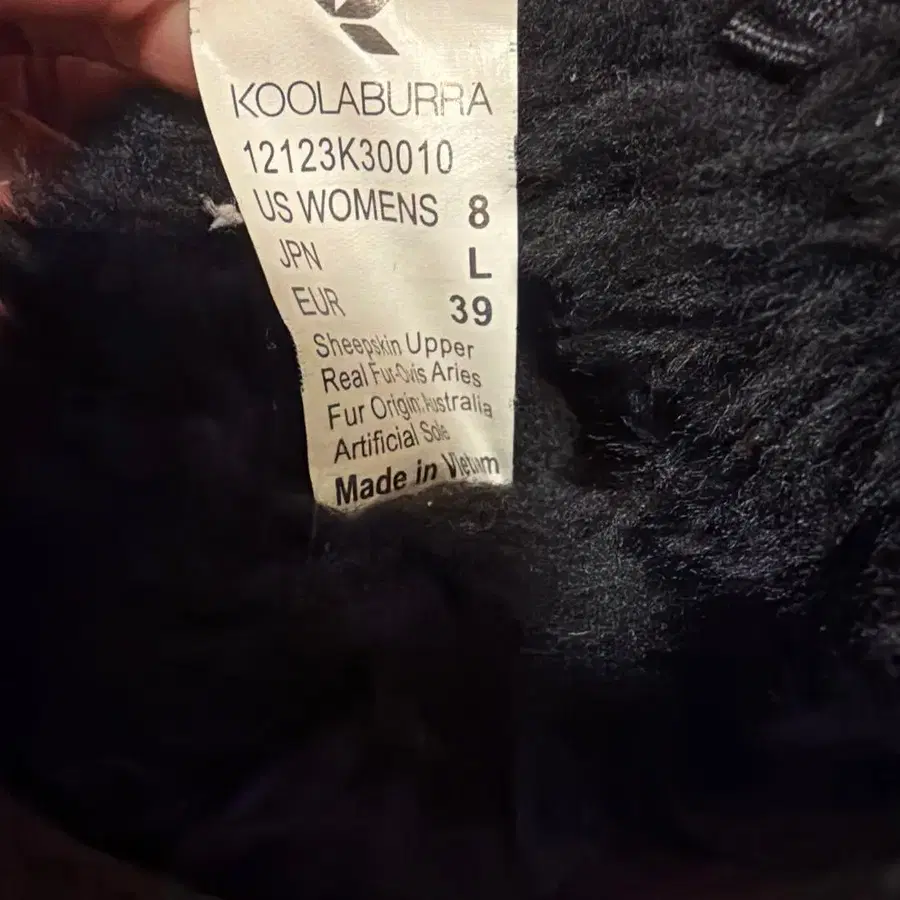 KOOLABURRA
12123K30010
US WOMENS 8
JPN L
EUR 39
Sheepskin Upper
Real Fur-Ovis Aries
Fur Origin: Australia
Artificial Sole
Made in Vietnam